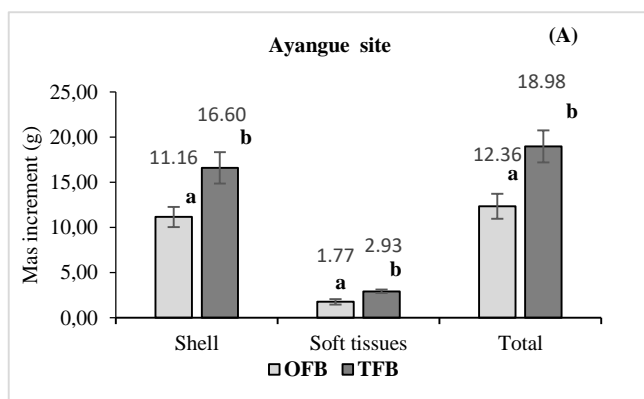 Ayangue site
(A)
Mas increment (g)
25,00
20,00
15,00
10,00
5,00
0,00
11.16
a
16.60
b
1.77
a
2.93
b
12.36
a
18.98
b
Shell
Soft tissues
Total
OFB
TFB